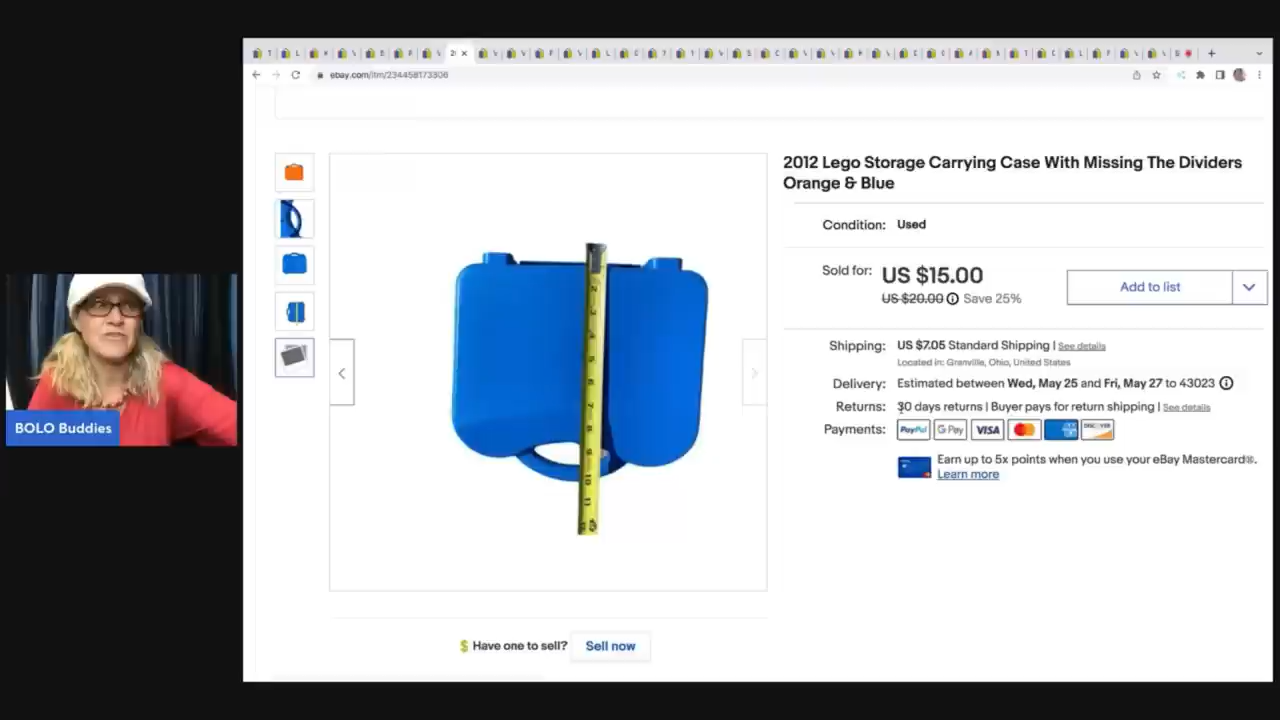 ebay.com/itm/234458173306
2012 Lego Storage Carrying Case With Missing The Dividers
Orange & Blue
Condition: Used
Sold for: US $15.00
US $20.00 Save 25%
Add to list
Shipping: US $7.05 Standard Shipping | See details
Located in: Granville, Ohio, United States
Delivery: Estimated between Wed, May 25 and Fri, May 27 to 43023
Returns: 30 days returns | Buyer pays for return shipping | See details
Payments: PayPal G Pay VISA
DISCOVER
Earn up to 5x points when you use your eBay Mastercard®.
Learn more
BOLO Buddies
$ Have one to sell? Sell now